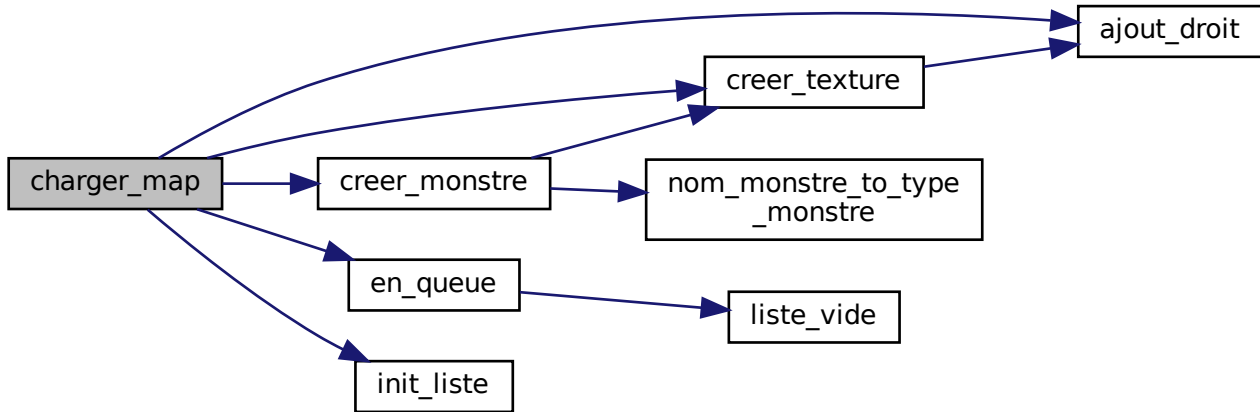 ajout_droit
creer_texture
charger_map
creer_monstre
nom_monstre_to_type
_monstre
en_queue
liste_vide
init_liste